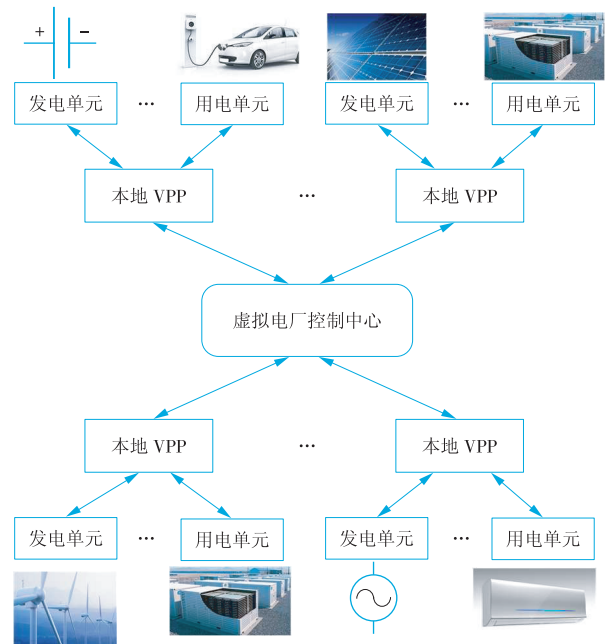 + −
发电单元 … 用电单元 发电单元 … 用电单元
本地 VPP … 本地 VPP
虚拟电厂控制中心
本地 VPP … 本地 VPP
发电单元 … 用电单元 发电单元 … 用电单元